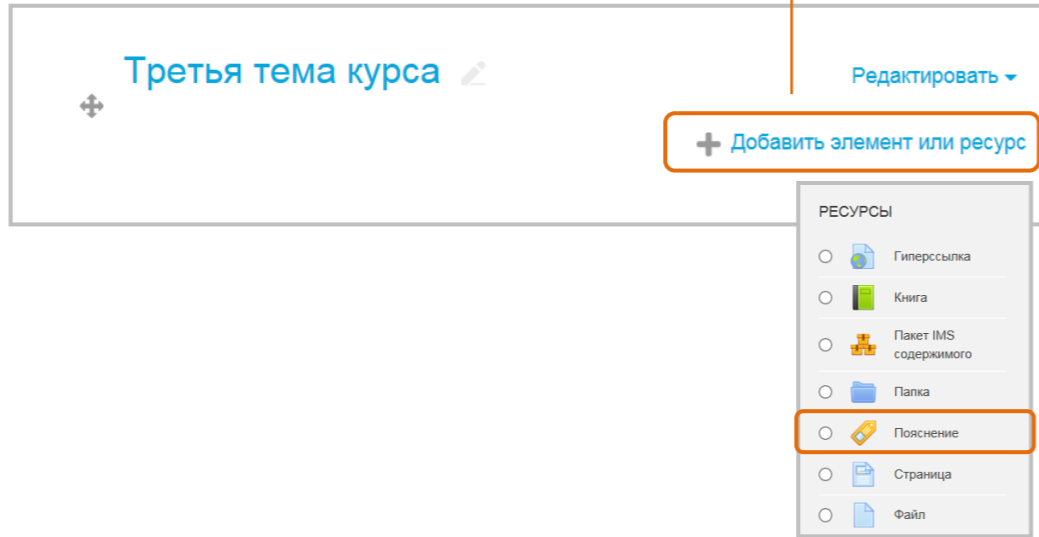 Третья тема курса
Редактировать
Добавить элемент или ресурс
РЕСУРСЫ
Гиперссылка
Книга
Пакет IMS
содержимого
Папка
Пояснение
Страница
Файл